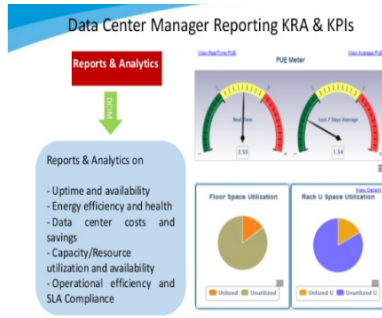 Data Center Manager Reporting KRA & KPIs
Reports & Analytics
DCIM
Reports & Analytics on
- Uptime and availability
- Energy efficiency and health
- Data center costs and
savings
- Capacity/Resource
utilization and availability
- Operational efficiency and
SLA Compliance
View RealTime PUE
View Average PUE
PUE Meter
Real Time
Last 7 Days Average
2.53
1.54
View Details
Floor Space Utilization
Rack U Space Utilization
Utilized Unutilized
Utilized U Unutilized U